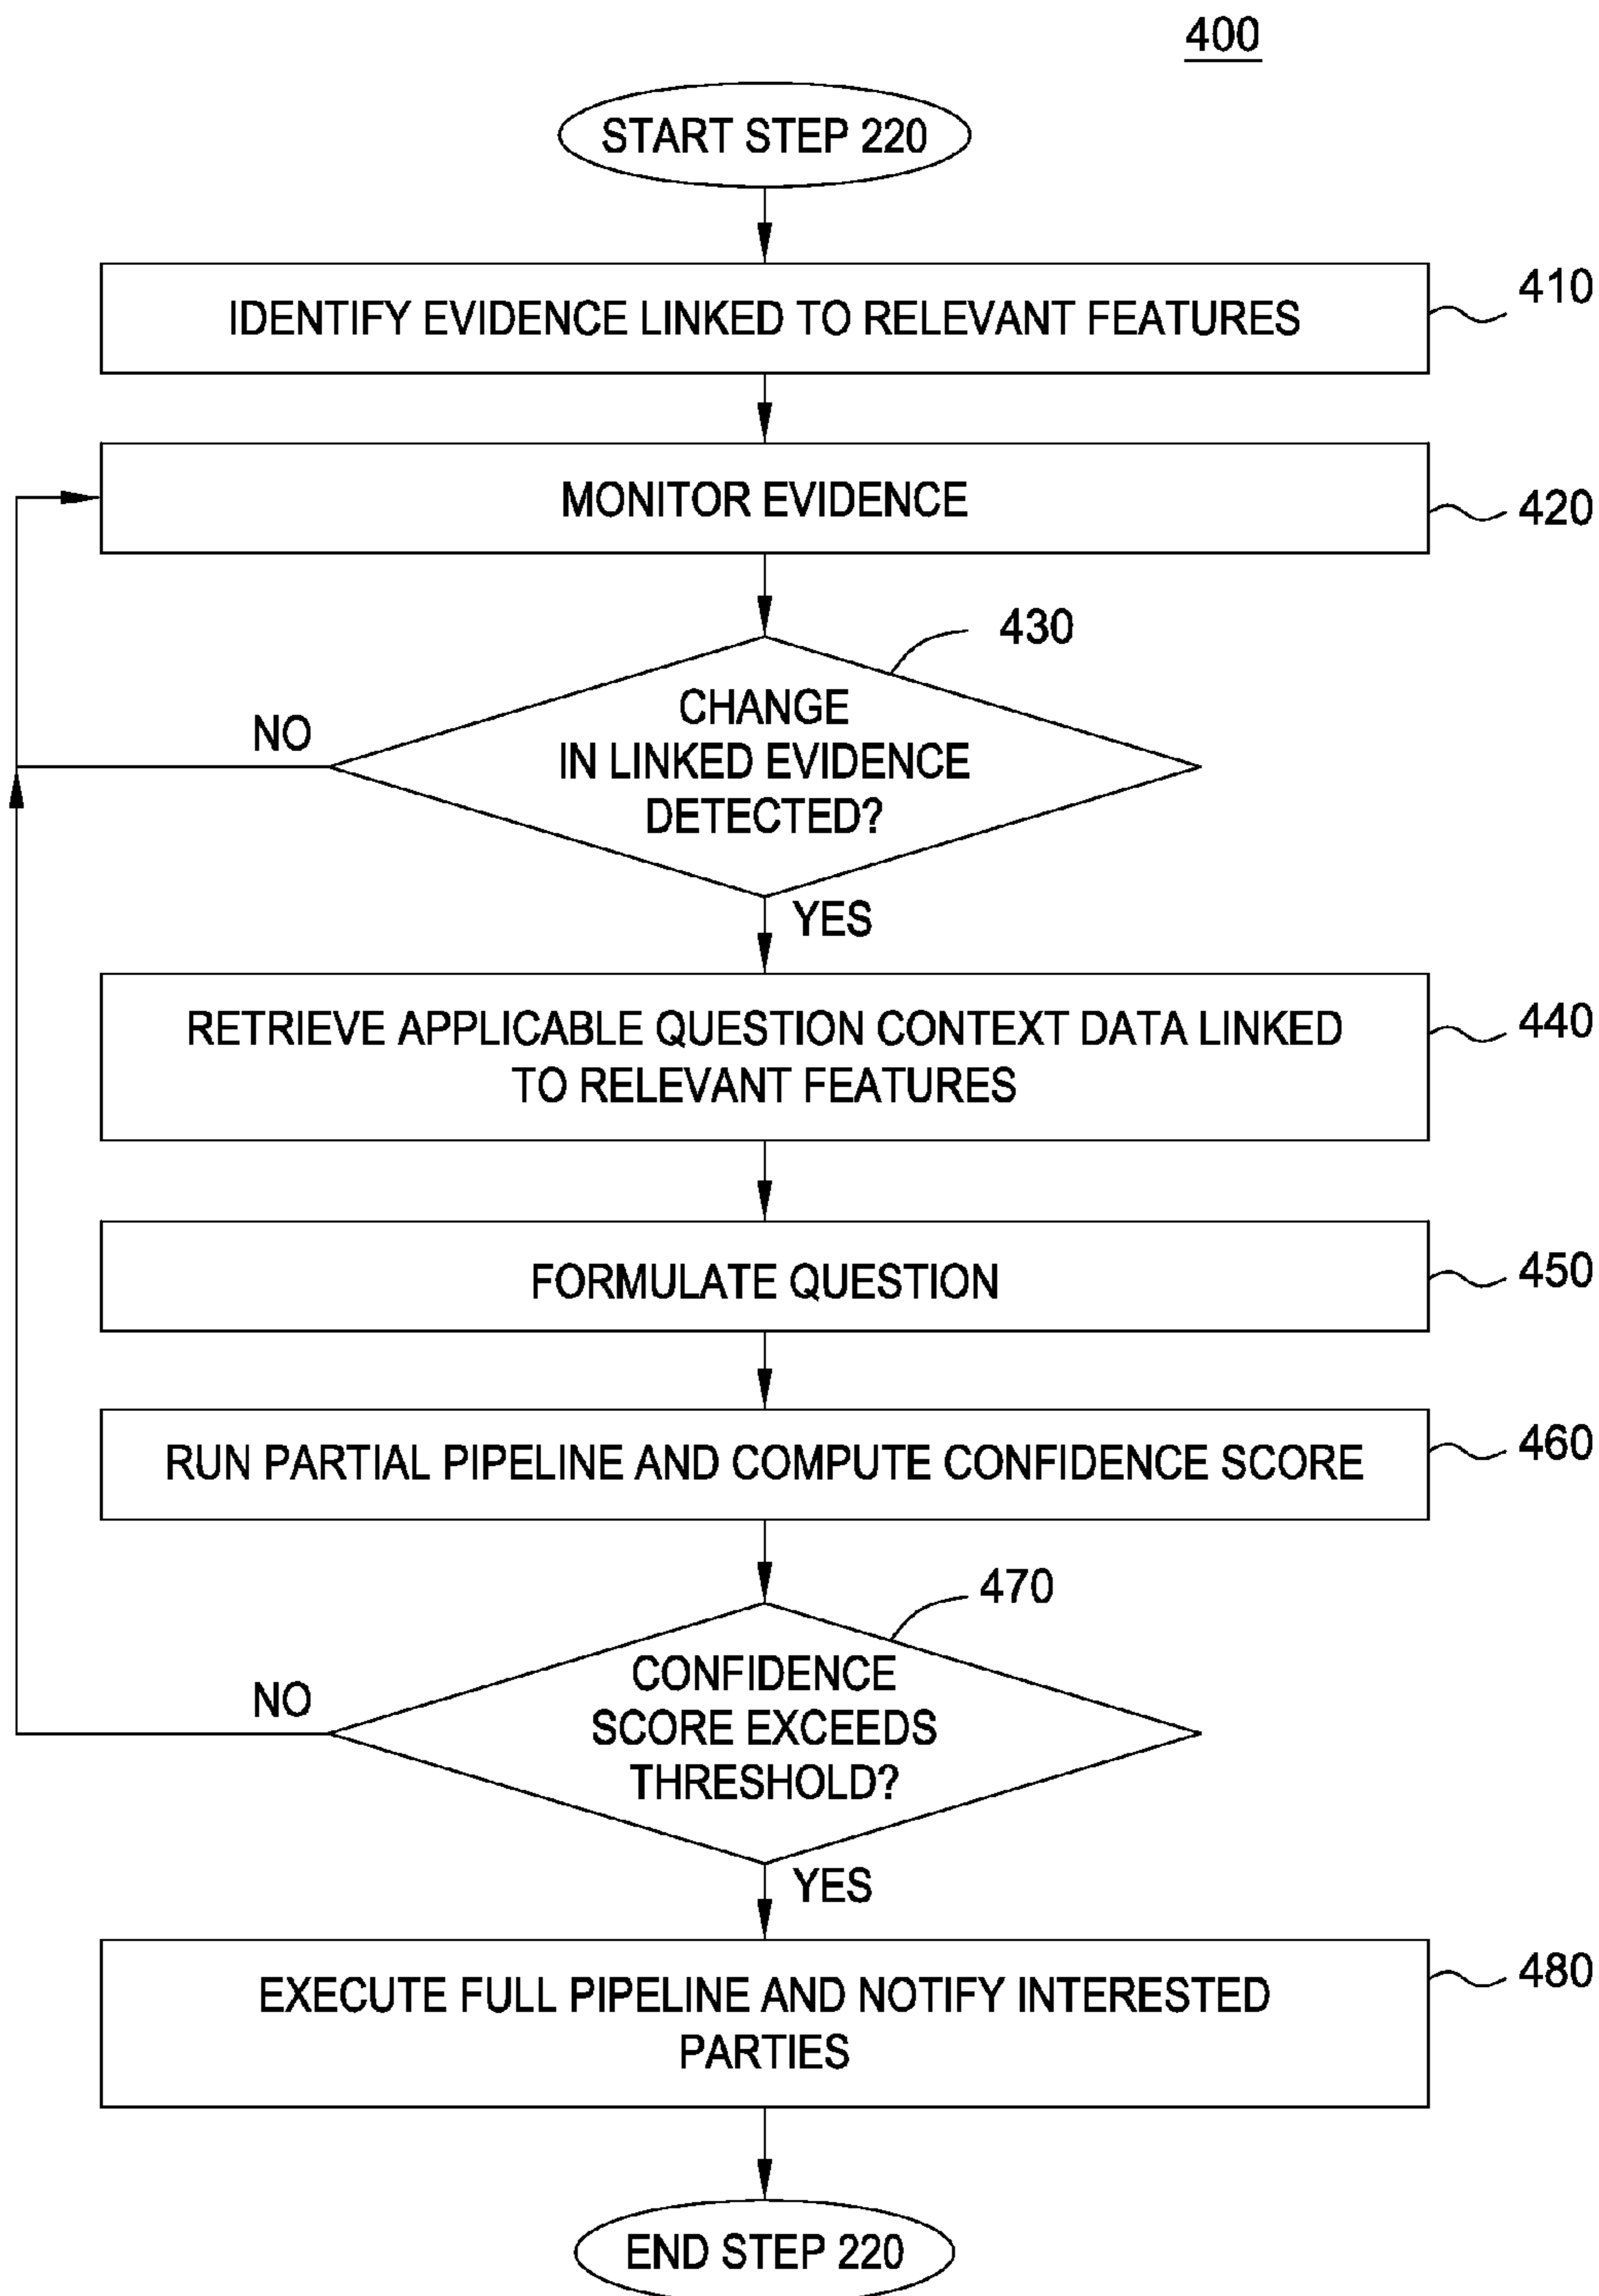 400
START STEP 220
IDENTIFY EVIDENCE LINKED TO RELEVANT FEATURES
410
MONITOR EVIDENCE
420
430
CHANGE
IN LINKED EVIDENCE
DETECTED?
NO
YES
RETRIEVE APPLICABLE QUESTION CONTEXT DATA LINKED
TO RELEVANT FEATURES
440
FORMULATE QUESTION
450
RUN PARTIAL PIPELINE AND COMPUTE CONFIDENCE SCORE
460
470
CONFIDENCE
SCORE EXCEEDS
THRESHOLD?
NO
YES
EXECUTE FULL PIPELINE AND NOTIFY INTERESTED
PARTIES
480
END STEP 220